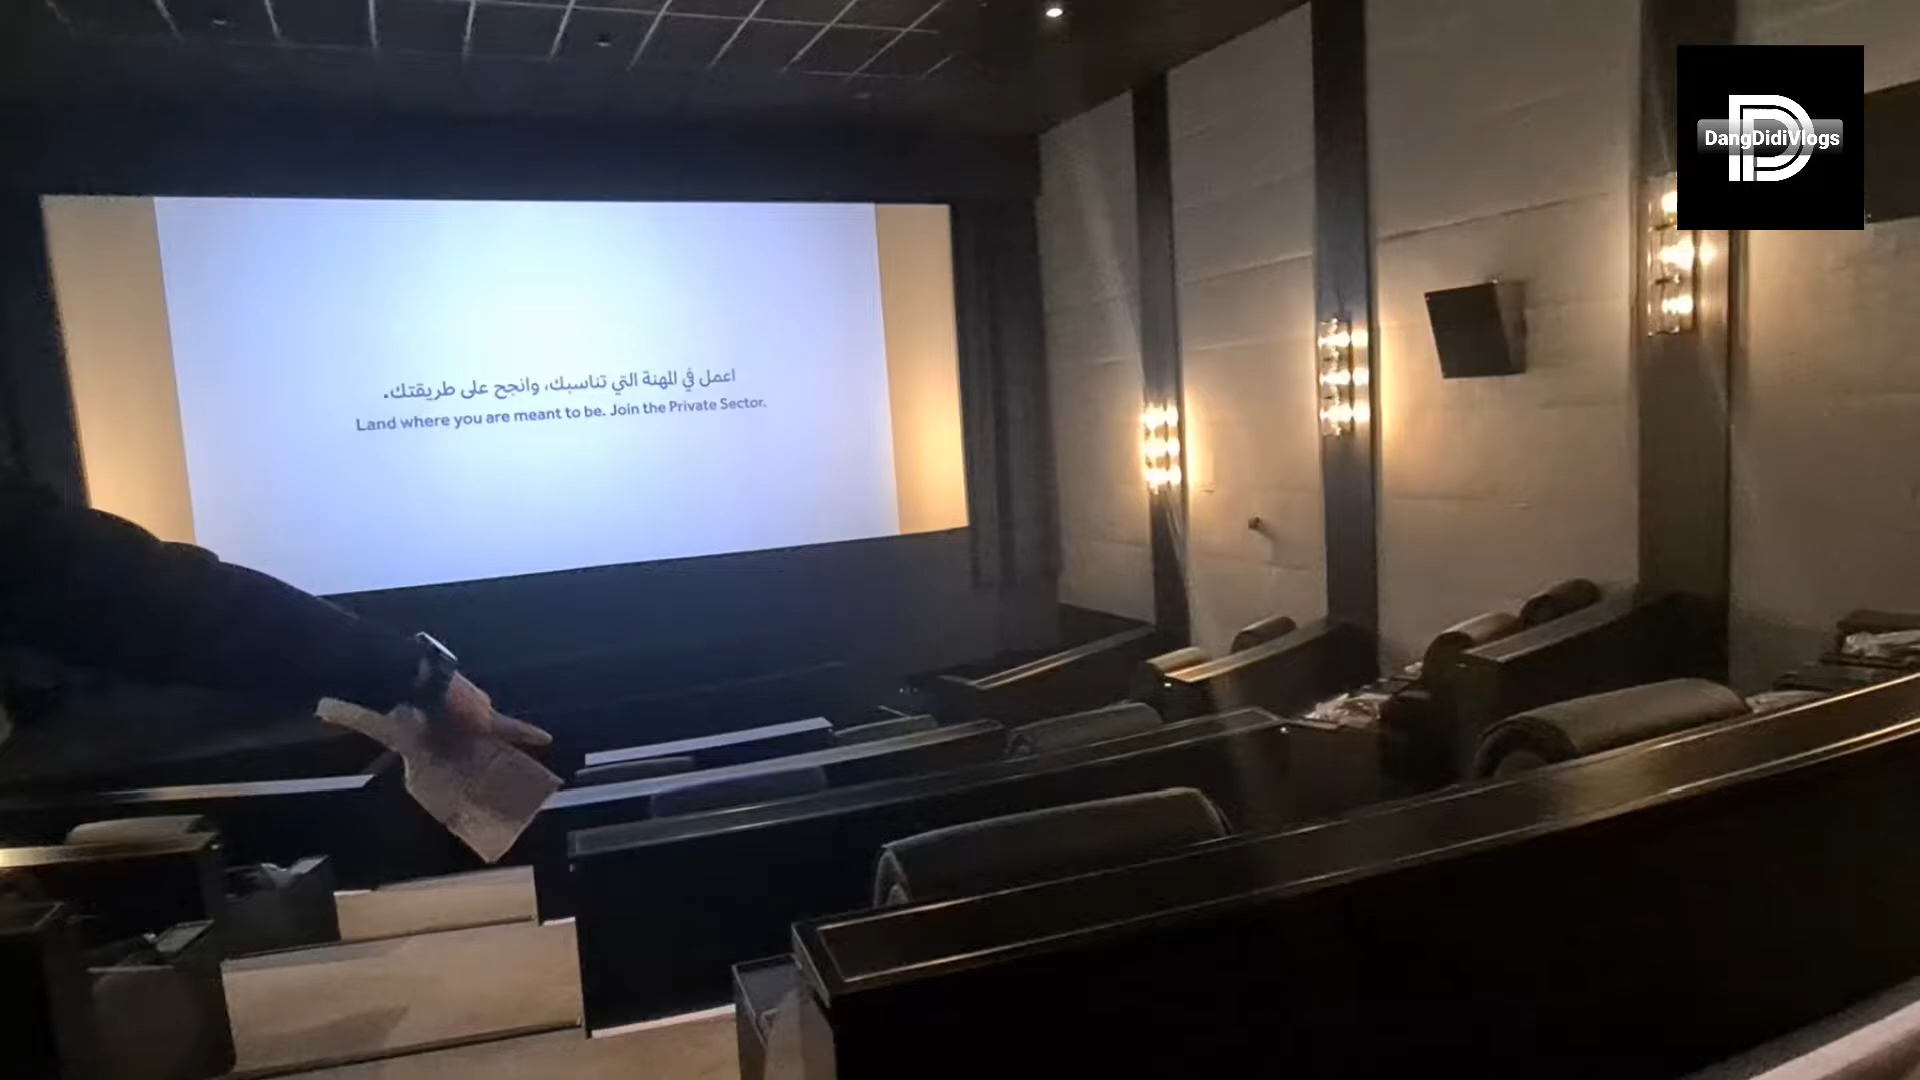 DangDidiVlogs
اعمل في المهنة التي تناسبك، وانجح على طريقتك.
Land where you are meant to be. Join the Private Sector.